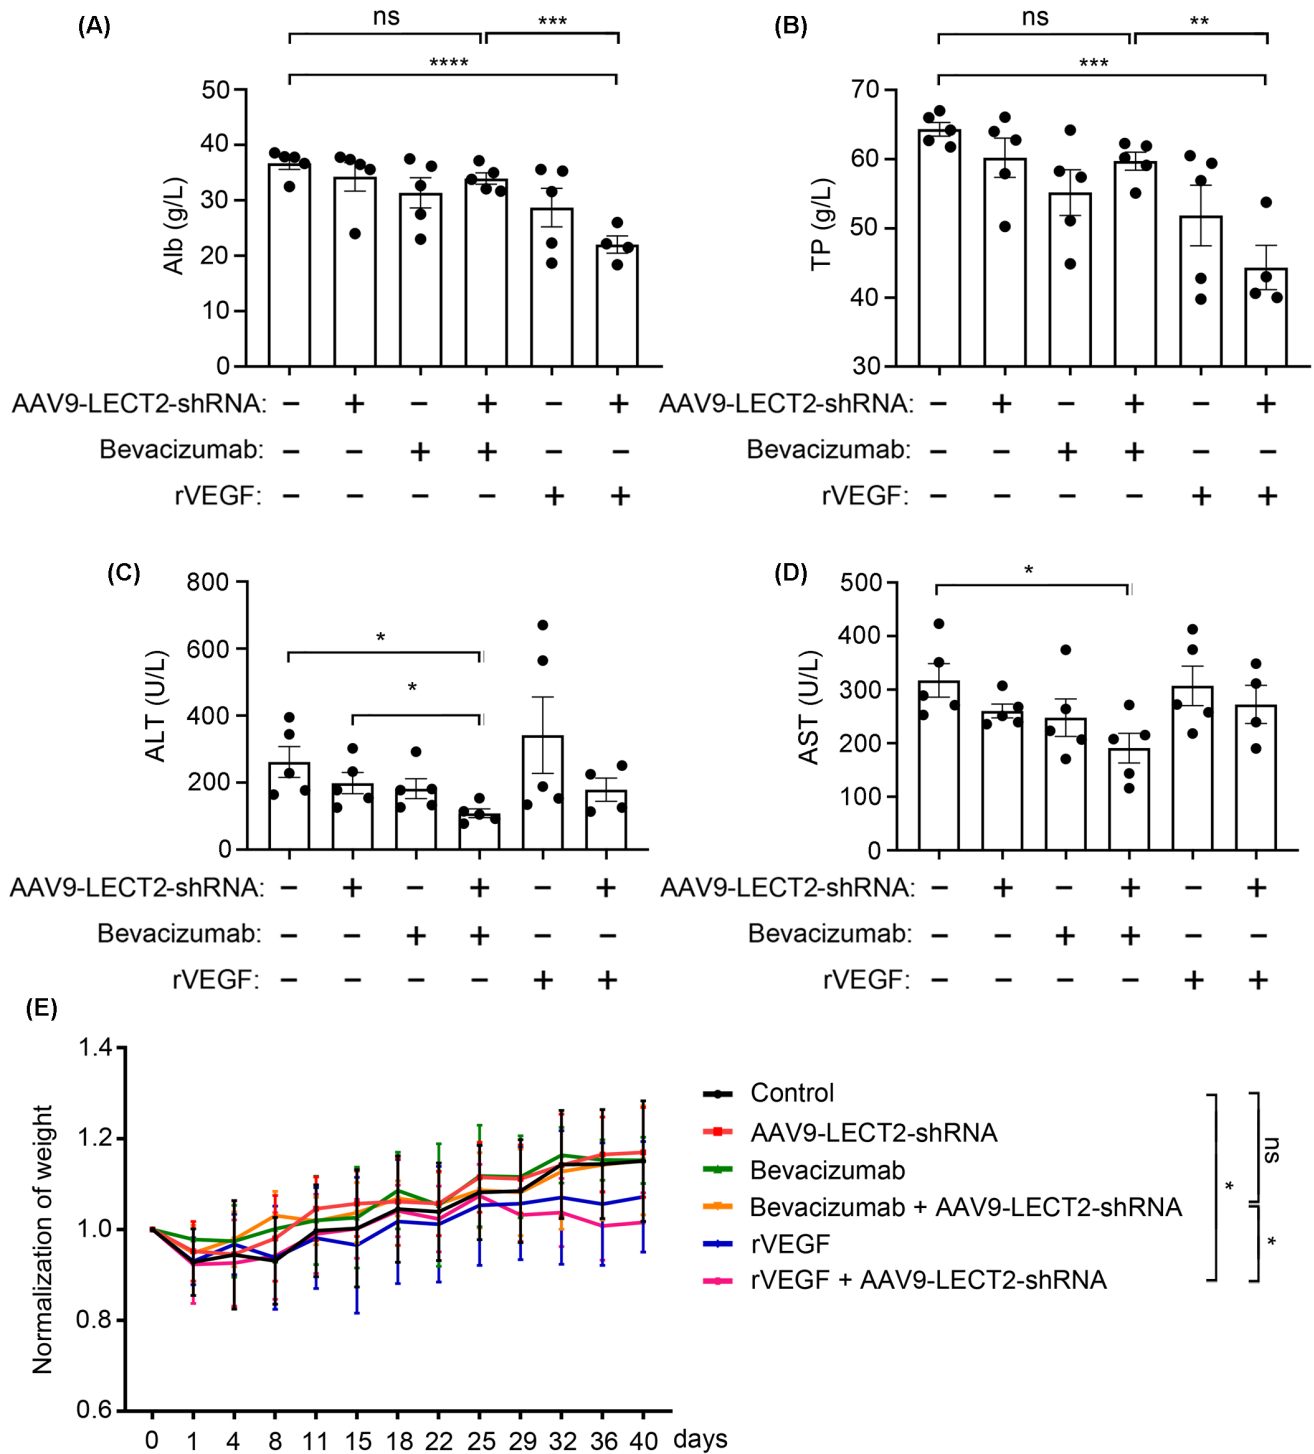 (A)
ns
***
****
50
40
30
20
10
0
Alb (g/L)
AAV9-LECT2-shRNA: − + − + − +
Bevacizumab: − − + + − −
rVEGF: − − − − + +
(B)
ns
**
***
70
60
50
40
30
TP (g/L)
AAV9-LECT2-shRNA: − + − + − +
Bevacizumab: − − + + − −
rVEGF: − − − − + +
(C)
*
*
800
600
400
200
0
ALT (U/L)
AAV9-LECT2-shRNA: − + − + − +
Bevacizumab: − − + + − −
rVEGF: − − − − + +
(D)
*
500
400
300
200
100
0
AST (U/L)
AAV9-LECT2-shRNA: − + − + − +
Bevacizumab: − − + + − −
rVEGF: − − − − + +
(E)
1.4
1.2
1.0
0.8
0.6
Normalization of weight
0 1 4 8 11 15 18 22 25 29 32 36 40 days
Control
AAV9-LECT2-shRNA
Bevacizumab
Bevacizumab + AAV9-LECT2-shRNA
rVEGF
rVEGF + AAV9-LECT2-shRNA
*
ns
*